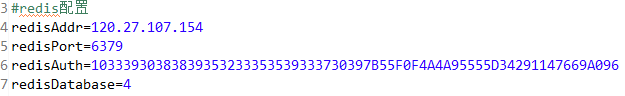 3 #redis配置
4 redisAddr=120.27.107.154
5 redisPort=6379
6 redisAuth=10333930383839353233353539333730397B55F0F4A4A95555D34291147669A096
7 redisDatabase=4